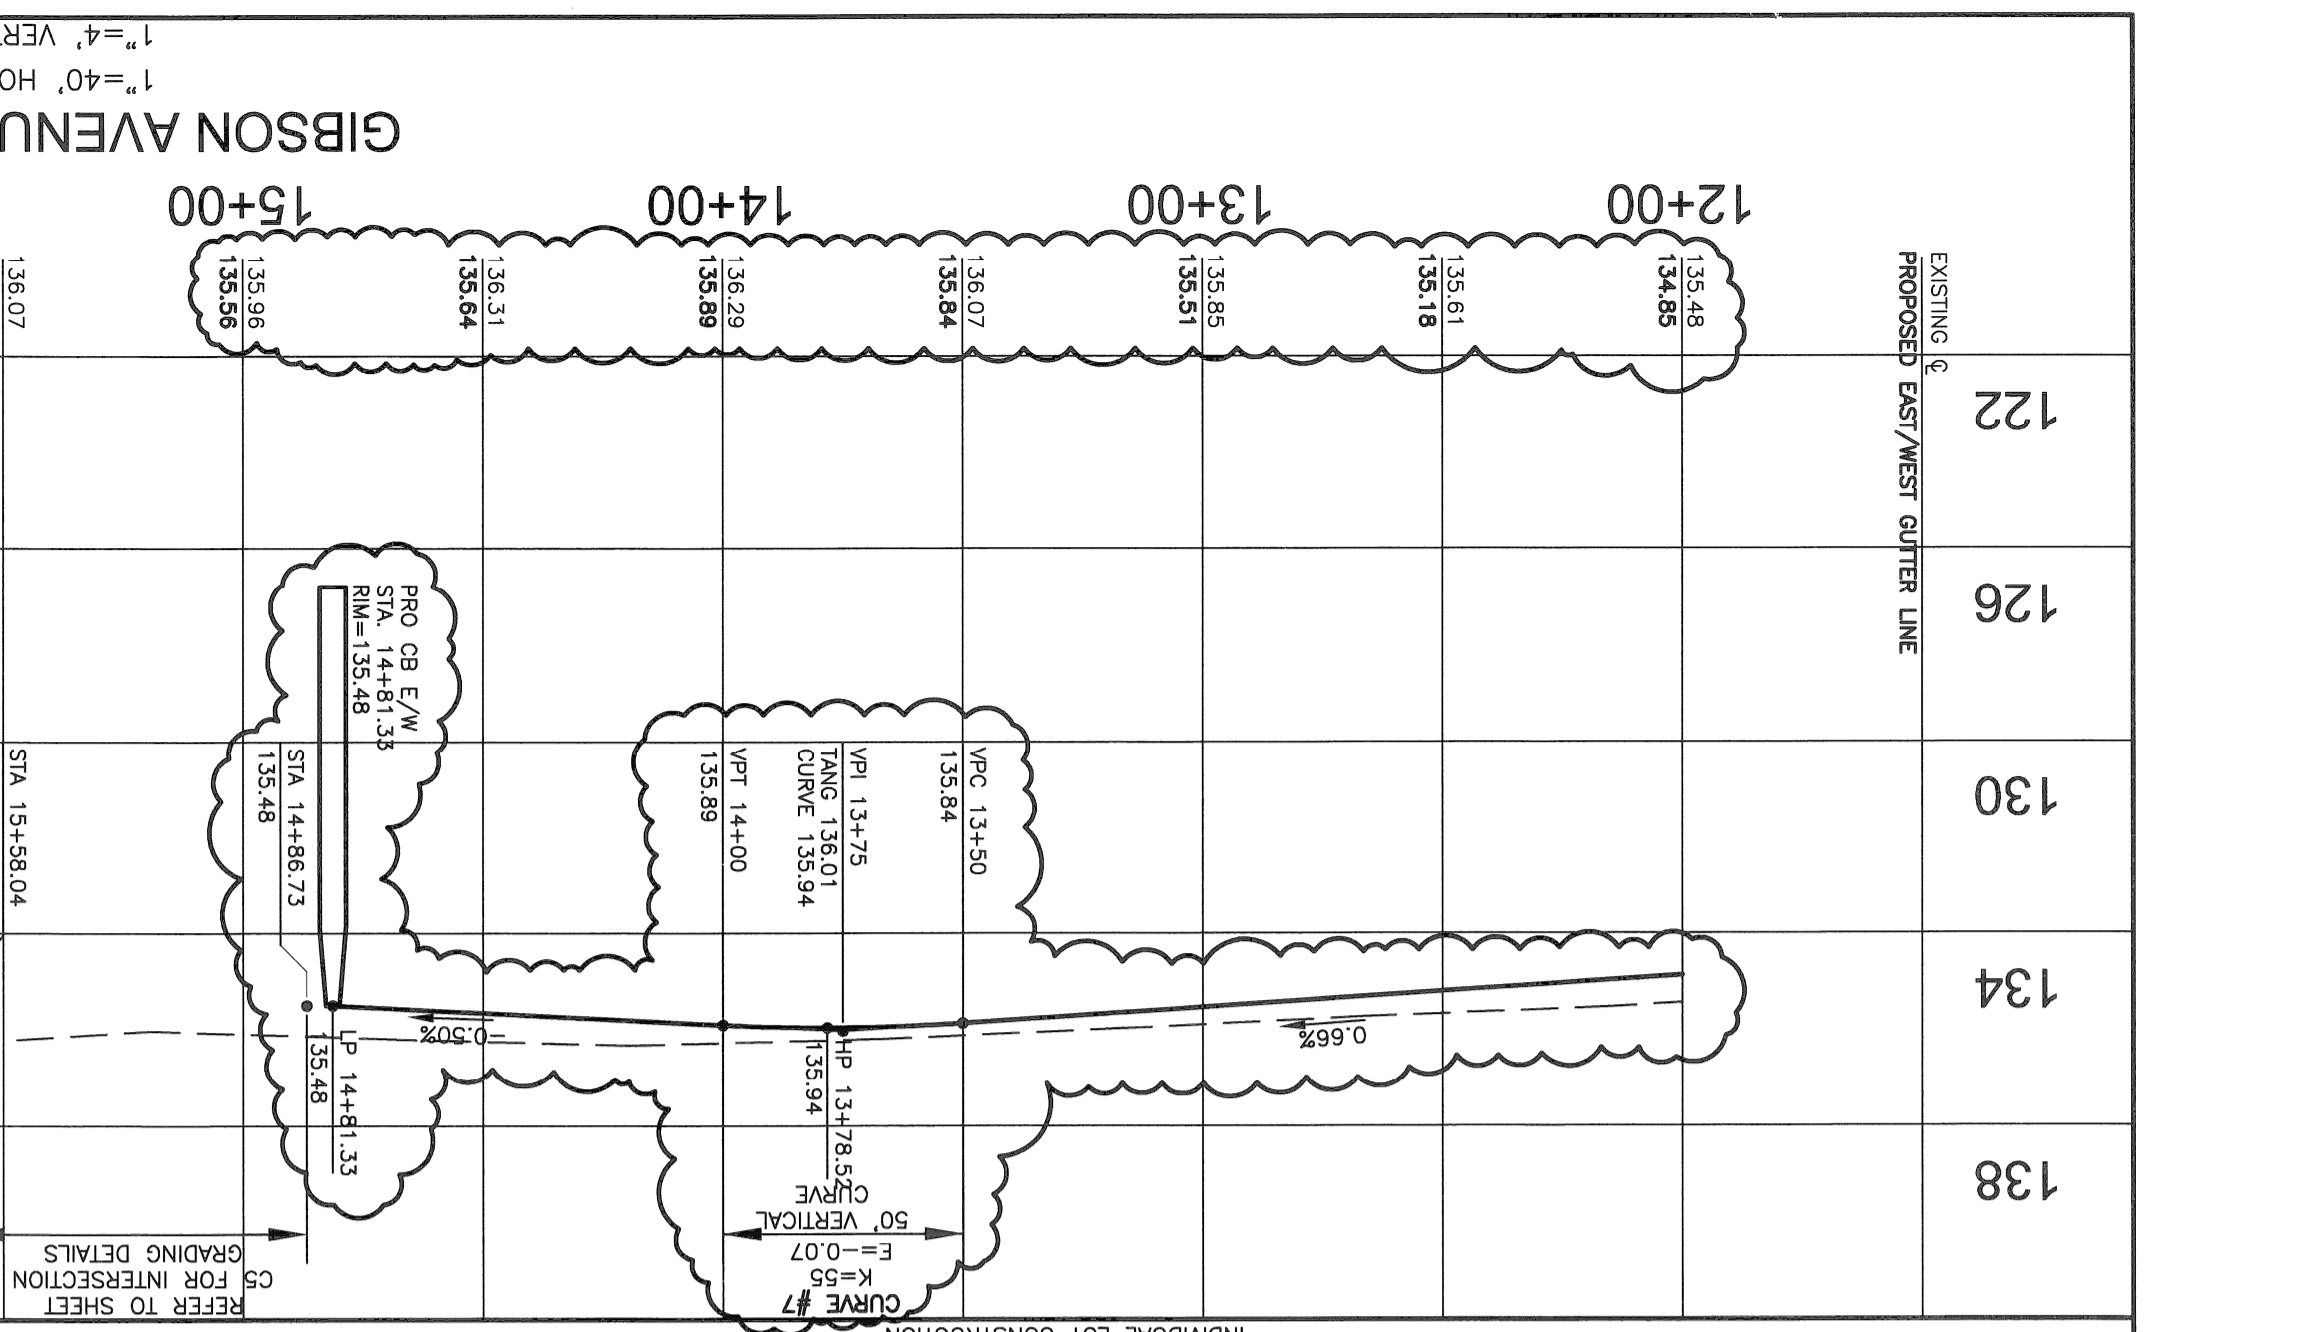 INDIVIDUAL LOT CONSTRUCTION
CURVE #7
K=55
E=-0.07
50' VERTICAL
CURVE
REFER TO SHEET
C5 FOR INTERSECTION
GRADING DETAILS
138
134
130
126
122
HP 13+78.52
135.94
LP 14+81.33
135.48
0.66%
-0.50%
VPC 13+50
135.84
VPI 13+75
TANG 136.01
CURVE 135.94
VPT 14+00
135.89
STA 14+86.73
135.48
STA 15+58.04
PRO CB E/W
STA. 14+81.33
RIM=135.48
EXISTING ℄
PROPOSED EAST/WEST GUTTER LINE
135.48
134.85
135.61
135.18
135.85
135.51
136.07
135.84
136.29
135.89
136.31
135.64
135.96
135.56
136.07
12+00
13+00
14+00
15+00
GIBSON AVENU
1"=40' HO
1"=4' VER